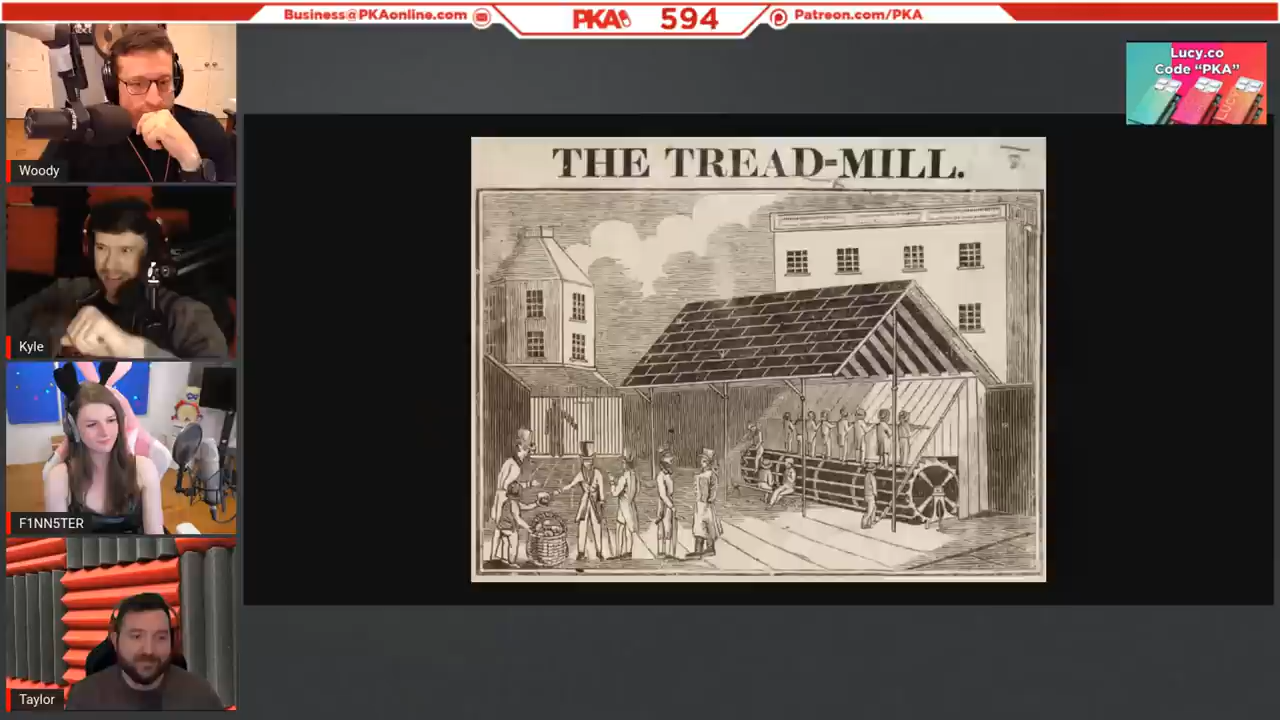 Business@PKAonline.com
PKA 594
Patreon.com/PKA
Lucy.co
Code "PKA"
Woody
THE TREAD-MILL.
Kyle
F1NN5TER
Taylor